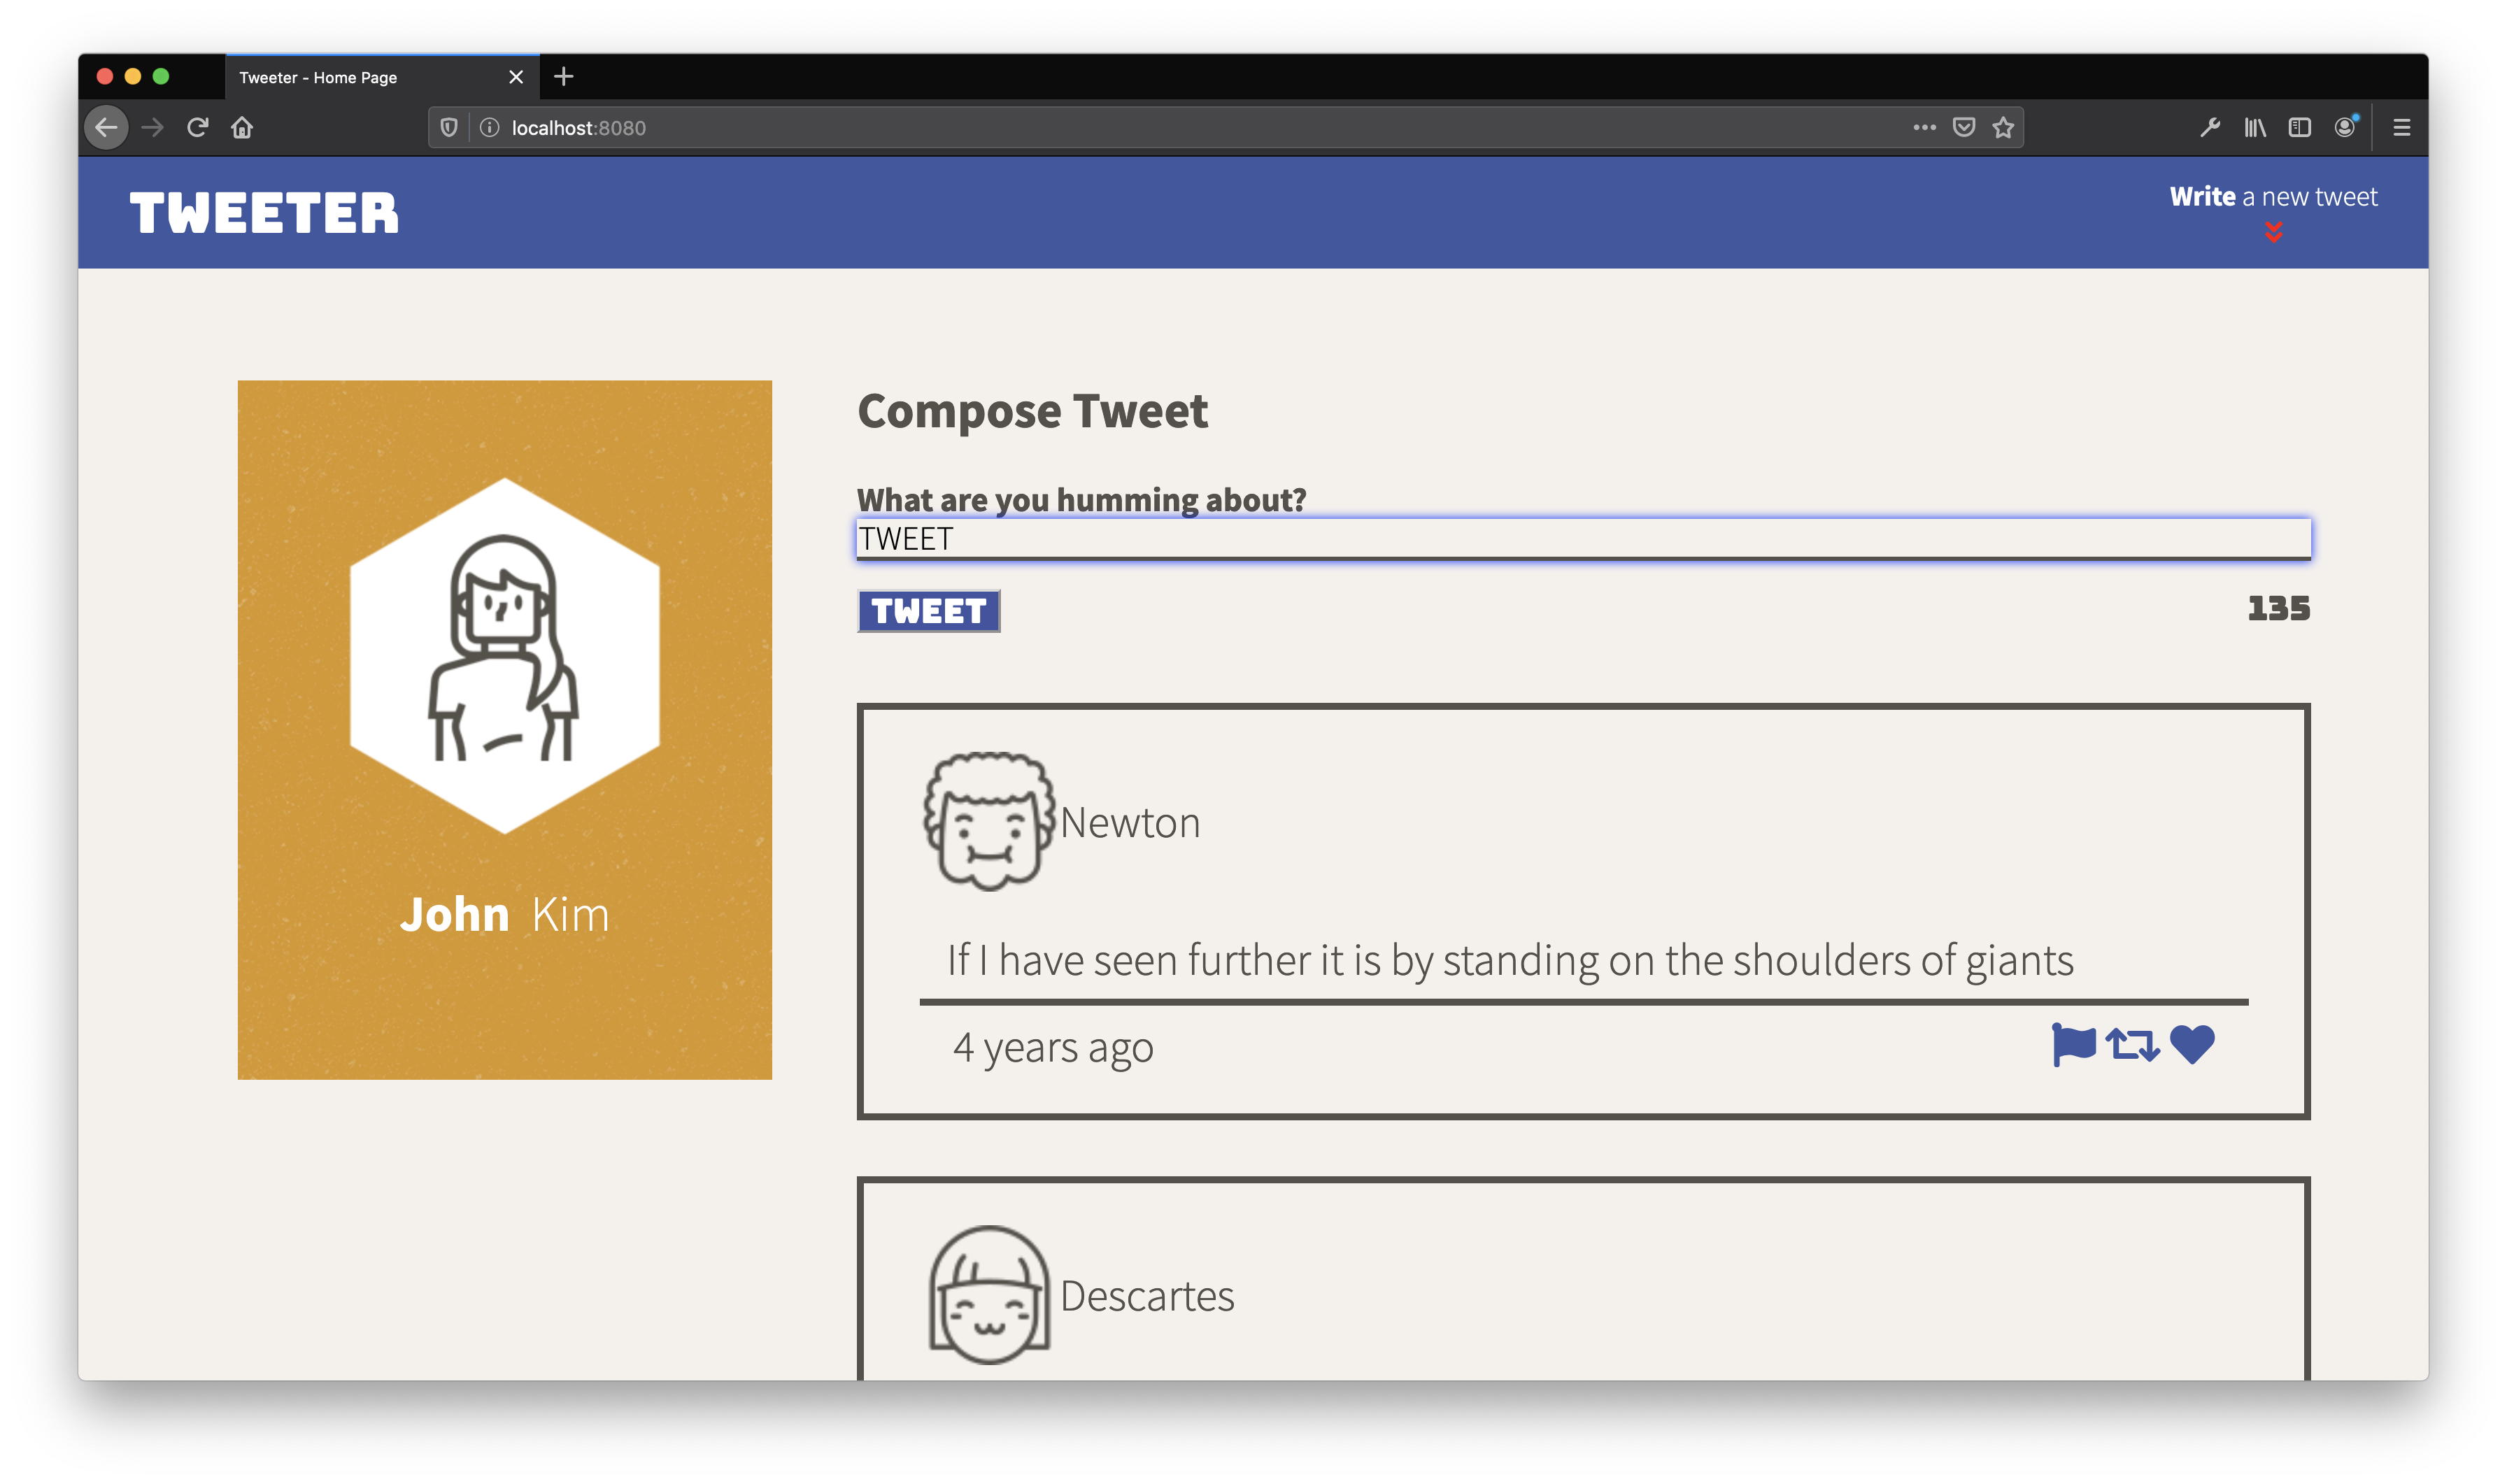 Tweeter - Home Page
localhost:8080
TWEETER
Write a new tweet
John Kim
Compose Tweet
What are you humming about?
TWEET
TWEET
135
Newton
If I have seen further it is by standing on the shoulders of giants
4 years ago
Descartes